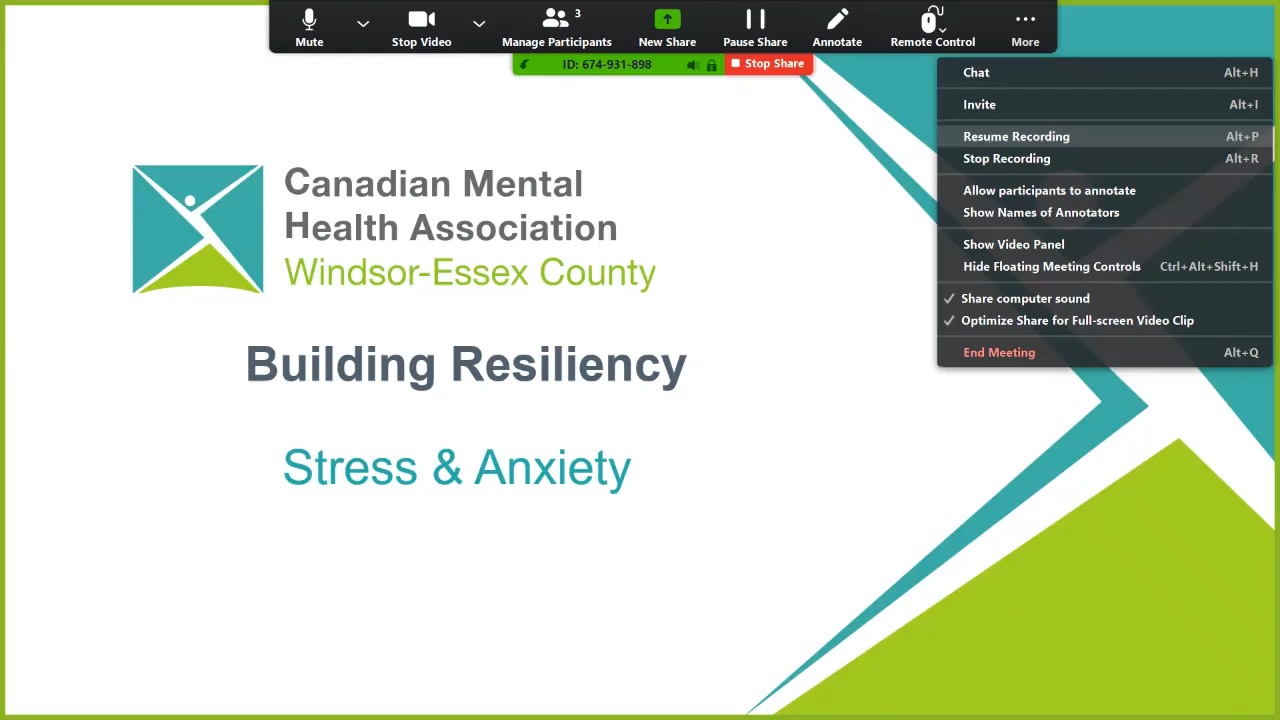 Mute
Stop Video
Manage Participants
3
New Share
Pause Share
Annotate
Remote Control
More
ID: 674-931-898
Stop Share
Chat Alt+H
Invite Alt+I
Resume Recording Alt+P
Stop Recording Alt+R
Allow participants to annotate
Show Names of Annotators
Show Video Panel
Hide Floating Meeting Controls Ctrl+Alt+Shift+H
Share computer sound
Optimize Share for Full-screen Video Clip
End Meeting Alt+Q
Canadian Mental
Health Association
Windsor-Essex County
Building Resiliency
Stress & Anxiety